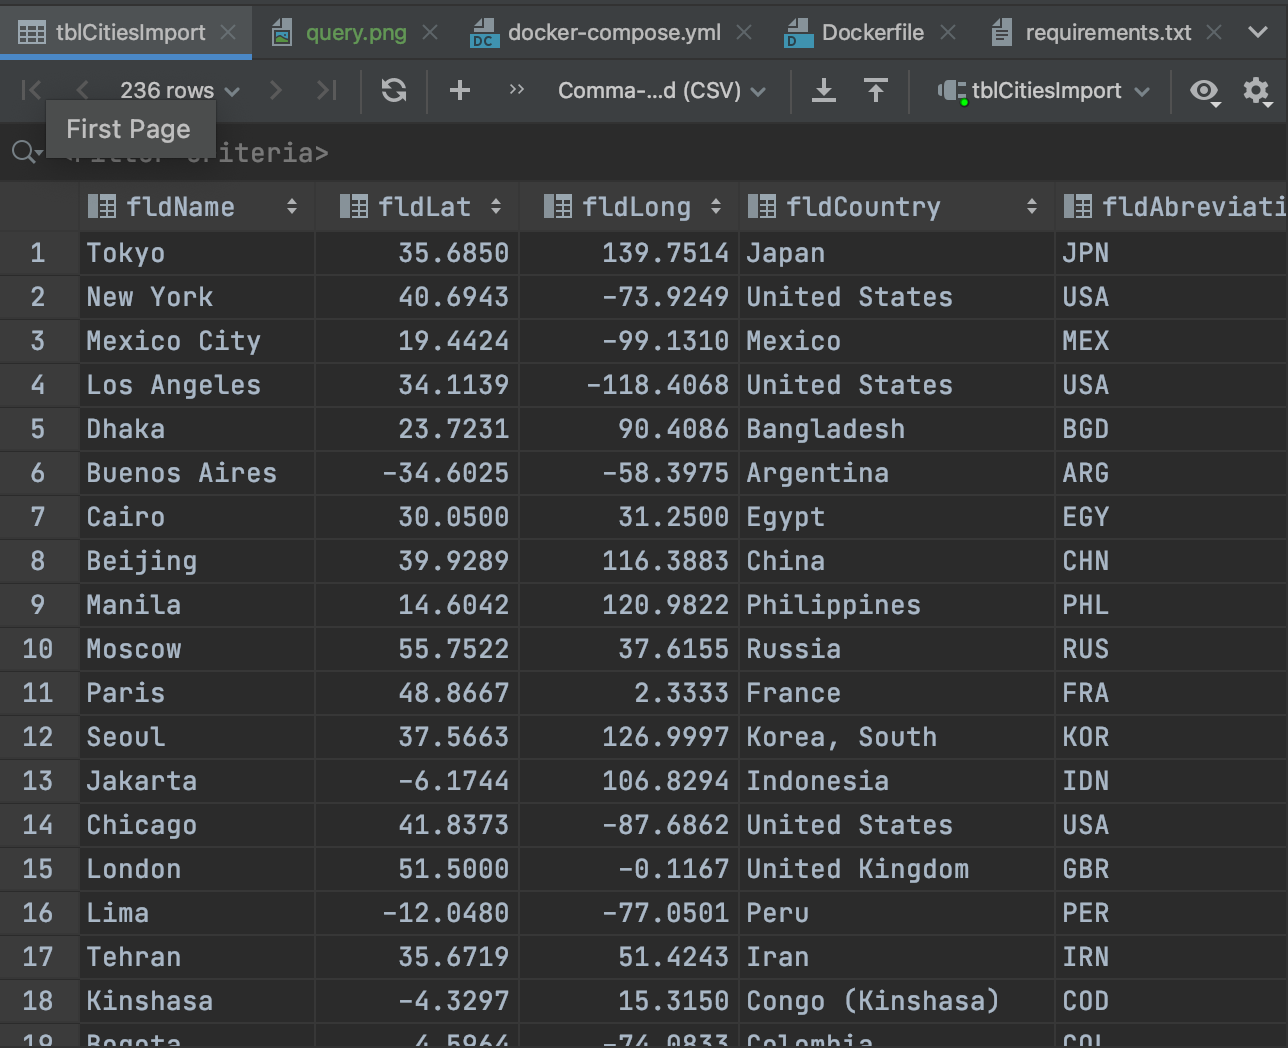 tblCitiesImport query.png docker-compose.yml Dockerfile requirements.txt
236 rows Comma-...d (CSV) tblCitiesImport
First Page
criteria>
fldName fldLat fldLong fldCountry fldAbreviati
1 Tokyo 35.6850 139.7514 Japan JPN
2 New York 40.6943 -73.9249 United States USA
3 Mexico City 19.4424 -99.1310 Mexico MEX
4 Los Angeles 34.1139 -118.4068 United States USA
5 Dhaka 23.7231 90.4086 Bangladesh BGD
6 Buenos Aires -34.6025 -58.3975 Argentina ARG
7 Cairo 30.0500 31.2500 Egypt EGY
8 Beijing 39.9289 116.3883 China CHN
9 Manila 14.6042 120.9822 Philippines PHL
10 Moscow 55.7522 37.6155 Russia RUS
11 Paris 48.8667 2.3333 France FRA
12 Seoul 37.5663 126.9997 Korea, South KOR
13 Jakarta -6.1744 106.8294 Indonesia IDN
14 Chicago 41.8373 -87.6862 United States USA
15 London 51.5000 -0.1167 United Kingdom GBR
16 Lima -12.0480 -77.0501 Peru PER
17 Tehran 35.6719 51.4243 Iran IRN
18 Kinshasa -4.3297 15.3150 Congo (Kinshasa) COD
19 Bogota 4.5964 -74.0833 Colombia COL